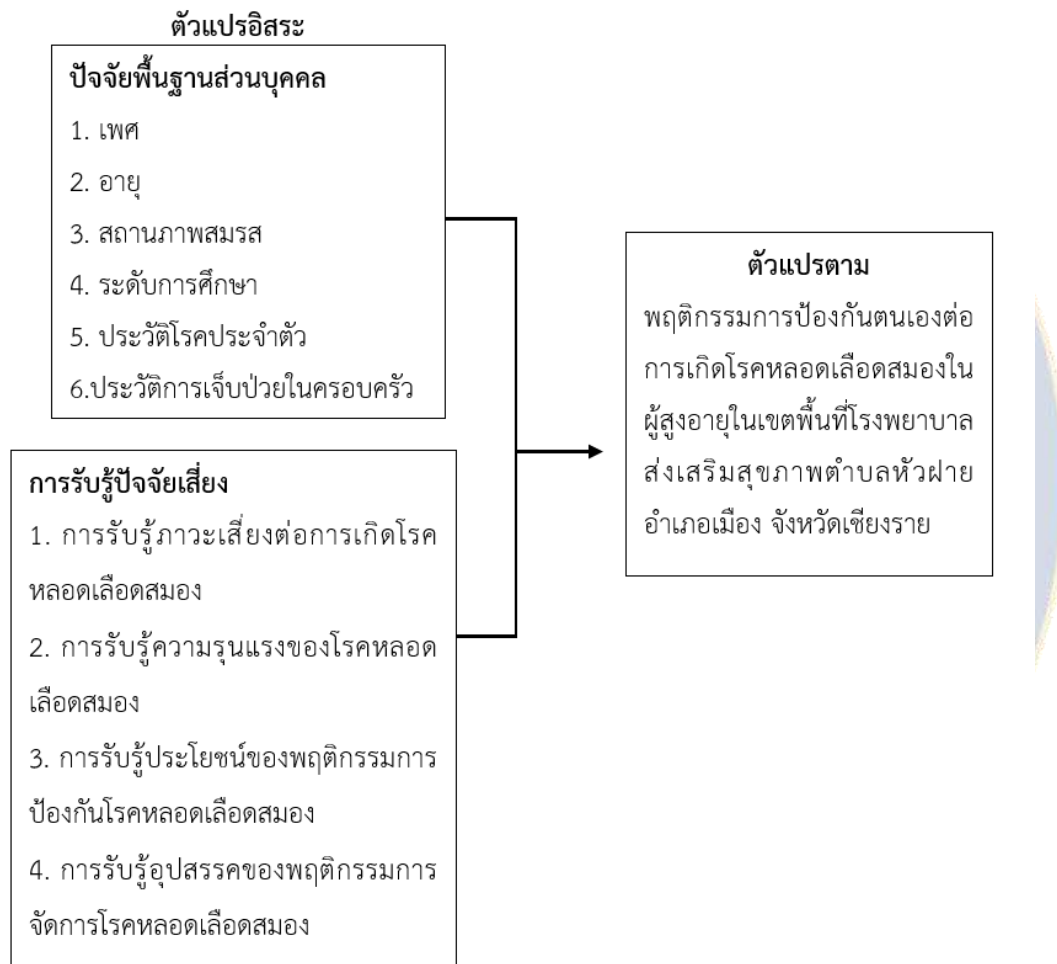 ตัวแปรอิสระ
ปัจจัยพื้นฐานส่วนบุคคล
1. เพศ
2. อายุ
3. สถานภาพสมรส
4. ระดับการศึกษา
5. ประวัติโรคประจำตัว
6.ประวัติการเจ็บป่วยในครอบครัว
การรับรู้ปัจจัยเสี่ยง
1. การรับรู้ภาวะเสี่ยงต่อการเกิดโรค
หลอดเลือดสมอง
2. การรับรู้ความรุนแรงของโรคหลอด
เลือดสมอง
3. การรับรู้ประโยชน์ของพฤติกรรมการ
ป้องกันโรคหลอดเลือดสมอง
4. การรับรู้อุปสรรคของพฤติกรรมการ
จัดการโรคหลอดเลือดสมอง
ตัวแปรตาม
พฤติกรรมการป้องกันตนเองต่อ
การเกิดโรคหลอดเลือดสมองใน
ผู้สูงอายุในเขตพื้นที่โรงพยาบาล
ส่งเสริมสุขภาพตำบลหัวฝาย
อำเภอเมือง จังหวัดเชียงราย